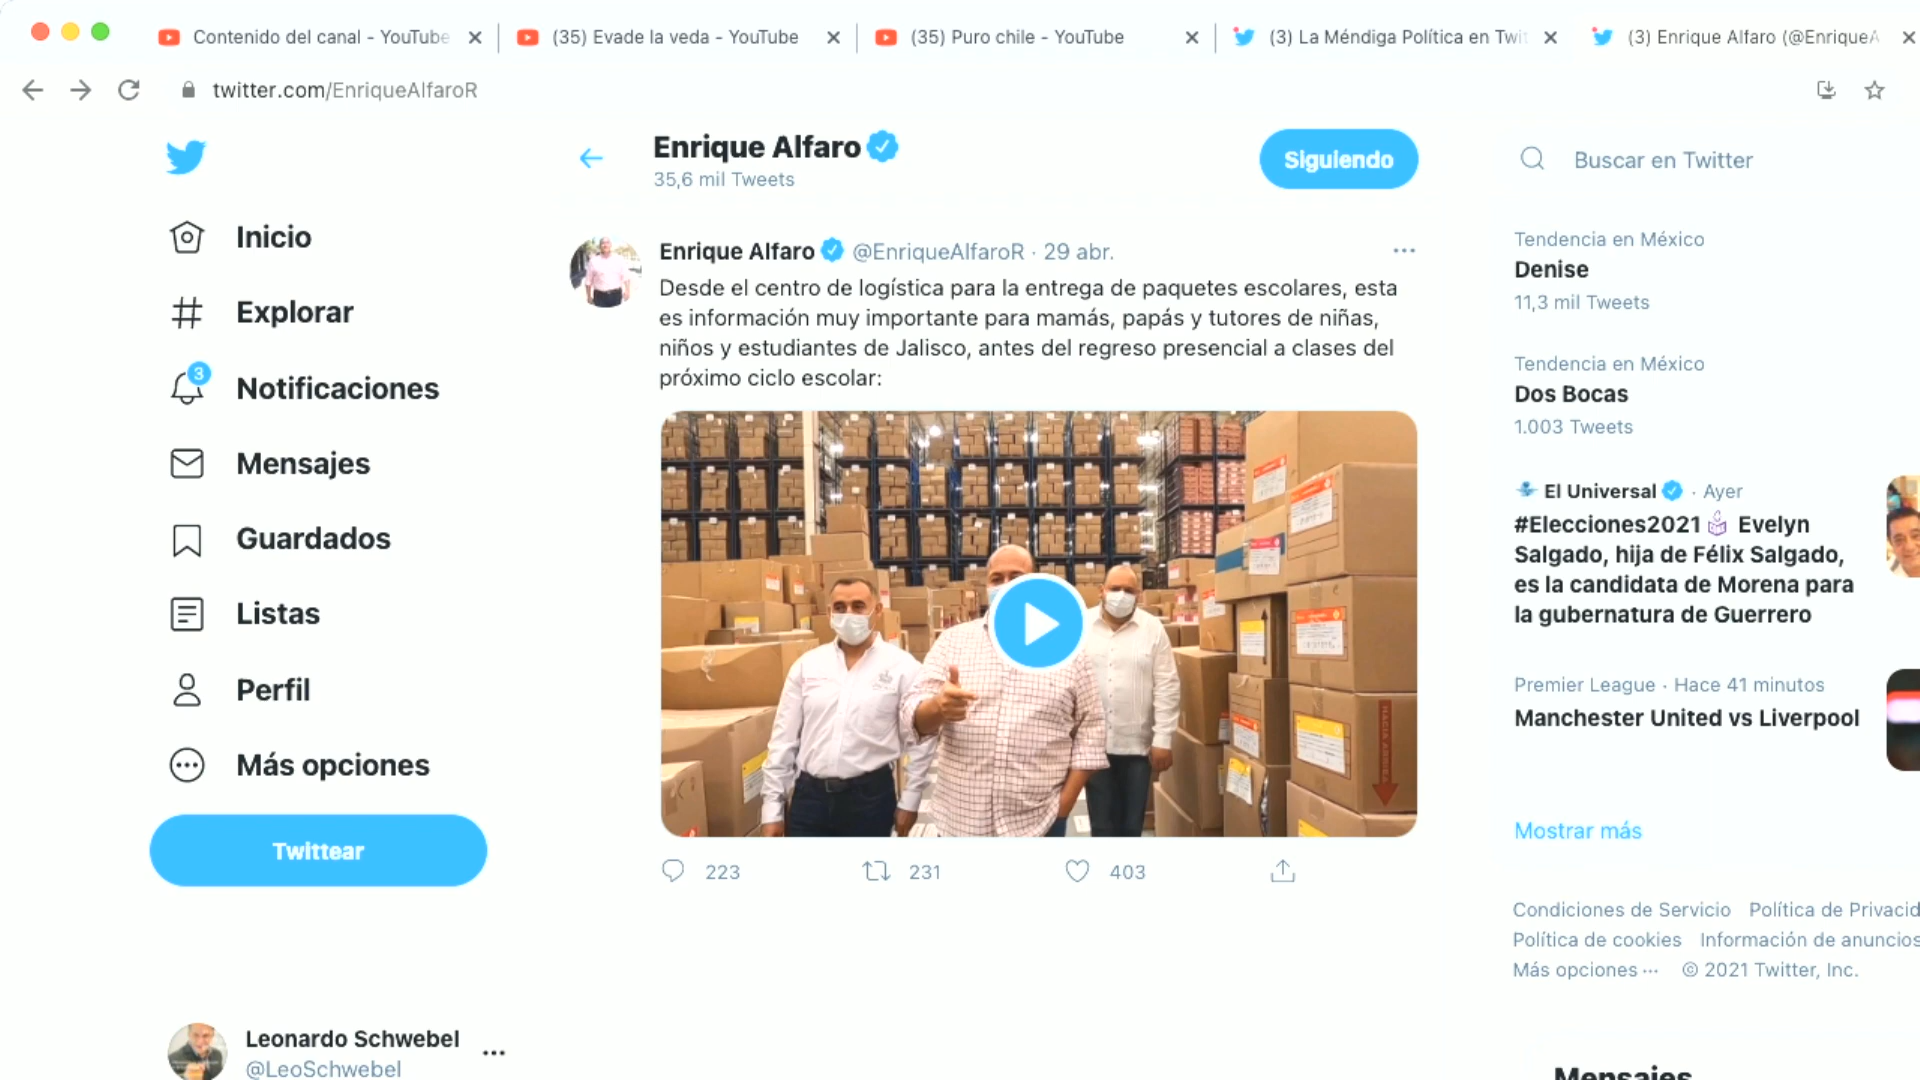 Contenido del canal - YouTube
(35) Evade la veda - YouTube
(35) Puro chile - YouTube
(3) La Méndiga Política en Twit
(3) Enrique Alfaro (@EnriqueA
twitter.com/EnriqueAlfaroR
Enrique Alfaro
35,6 mil Tweets
Siguiendo
Buscar en Twitter
Inicio
Explorar
3
Notificaciones
Mensajes
Guardados
Listas
Perfil
Más opciones
Twittear
Leonardo Schwebel
@LeoSchwebel
Enrique Alfaro @EnriqueAlfaroR · 29 abr.
Desde el centro de logística para la entrega de paquetes escolares, esta
es información muy importante para mamás, papás y tutores de niñas,
niños y estudiantes de Jalisco, antes del regreso presencial a clases del
próximo ciclo escolar:
HACIA ARRIBA
223
231
403
Tendencia en México
Denise
11,3 mil Tweets
Tendencia en México
Dos Bocas
1.003 Tweets
El Universal · Ayer
#Elecciones2021 Evelyn
Salgado, hija de Félix Salgado,
es la candidata de Morena para
la gubernatura de Guerrero
Premier League · Hace 41 minutos
Manchester United vs Liverpool
Mostrar más
Condiciones de Servicio Política de Privacid
Política de cookies Información de anuncios
Más opciones ··· © 2021 Twitter, Inc.
Mensajes